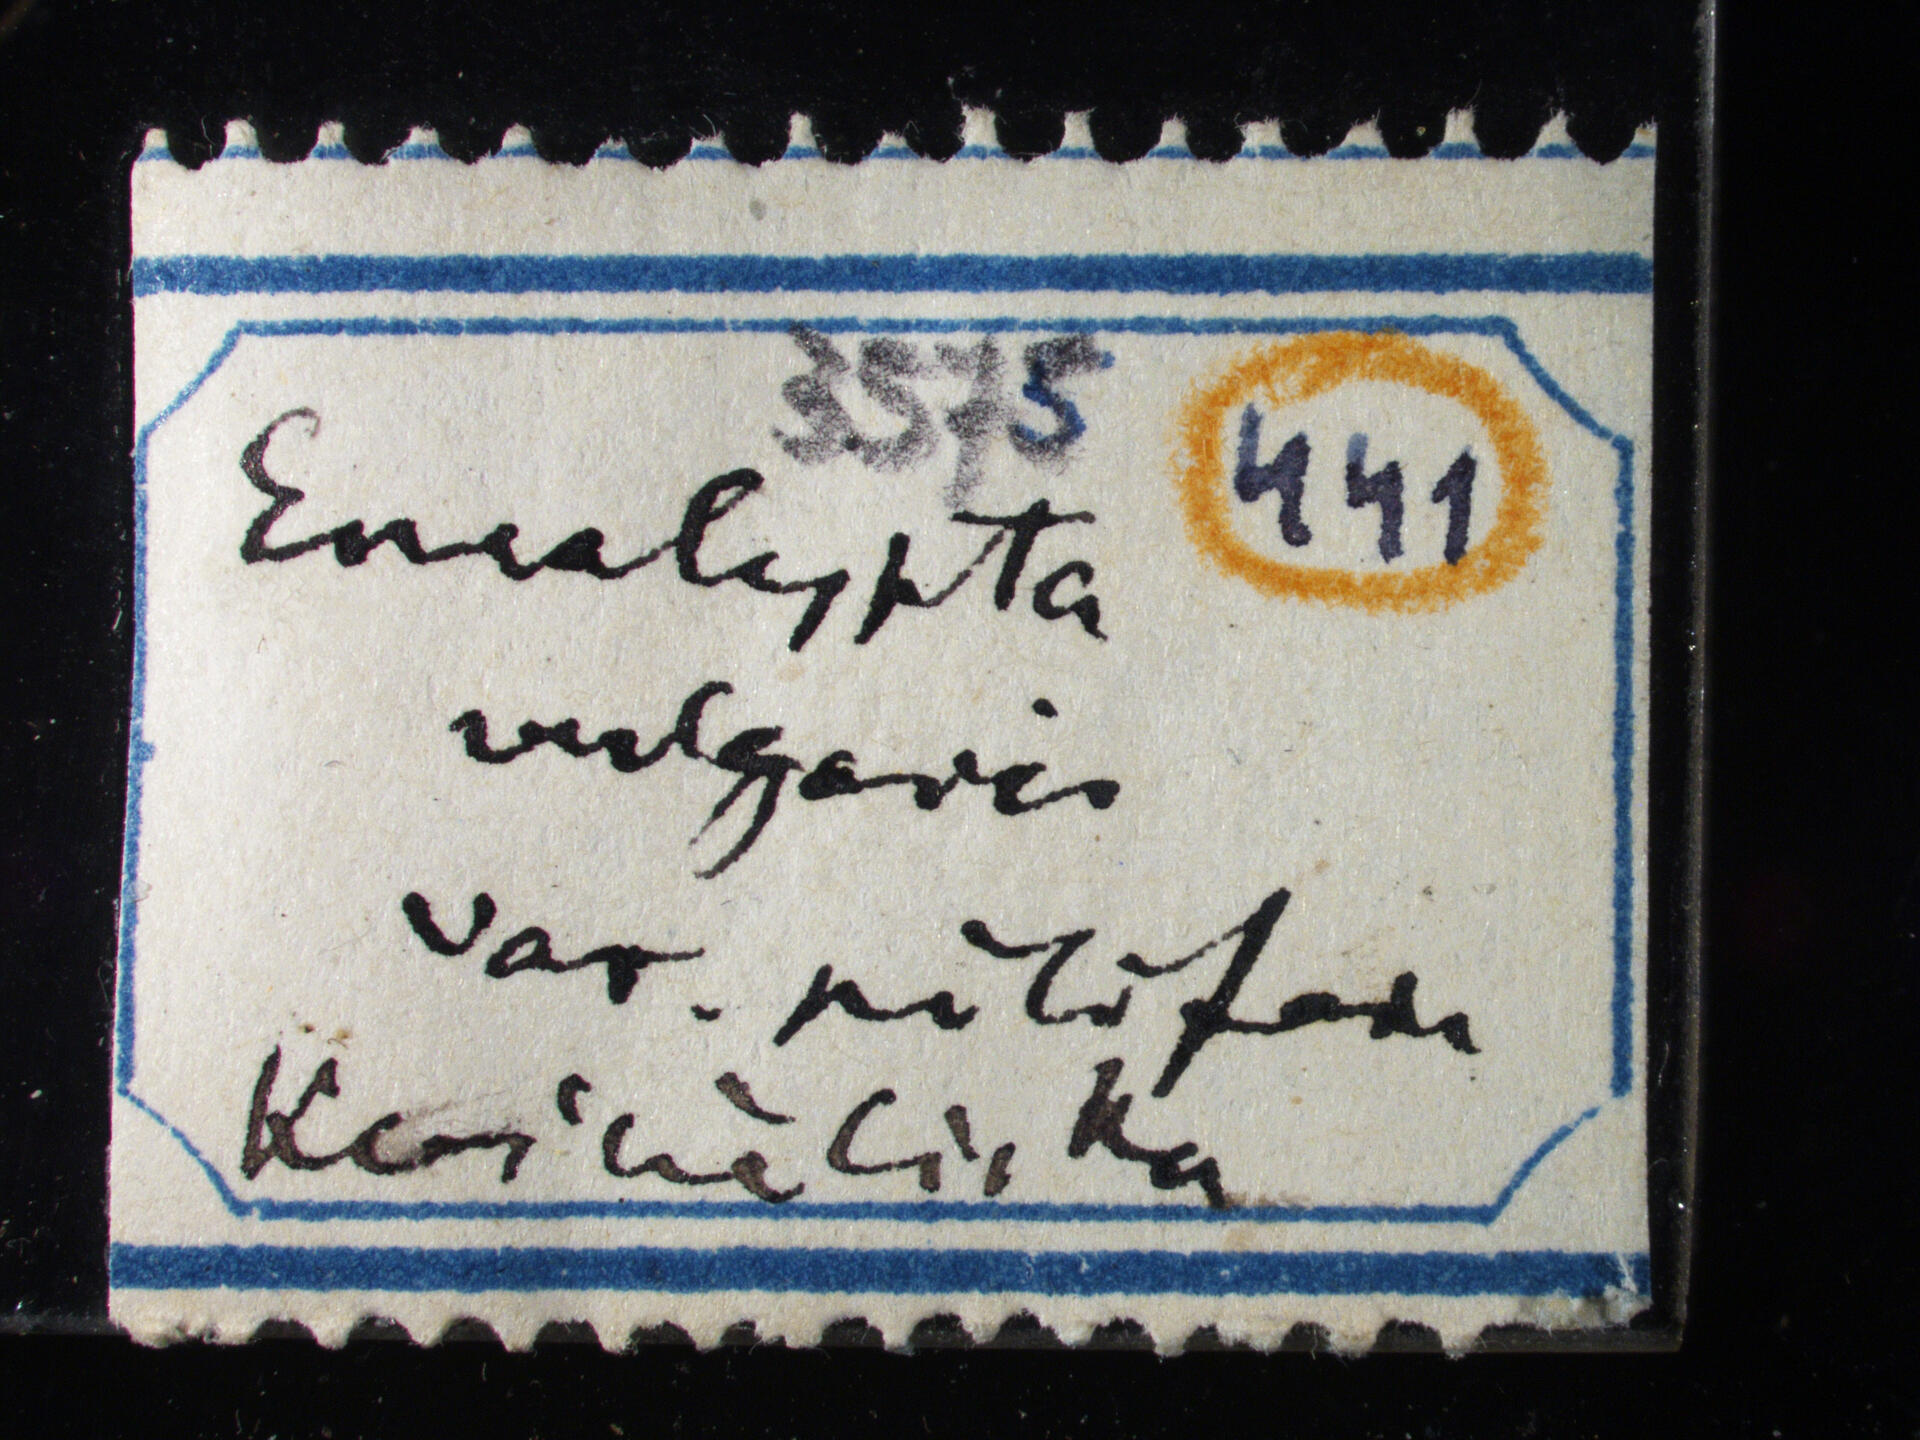 3575
441
Encalypta
vulgaris
var. pilifera